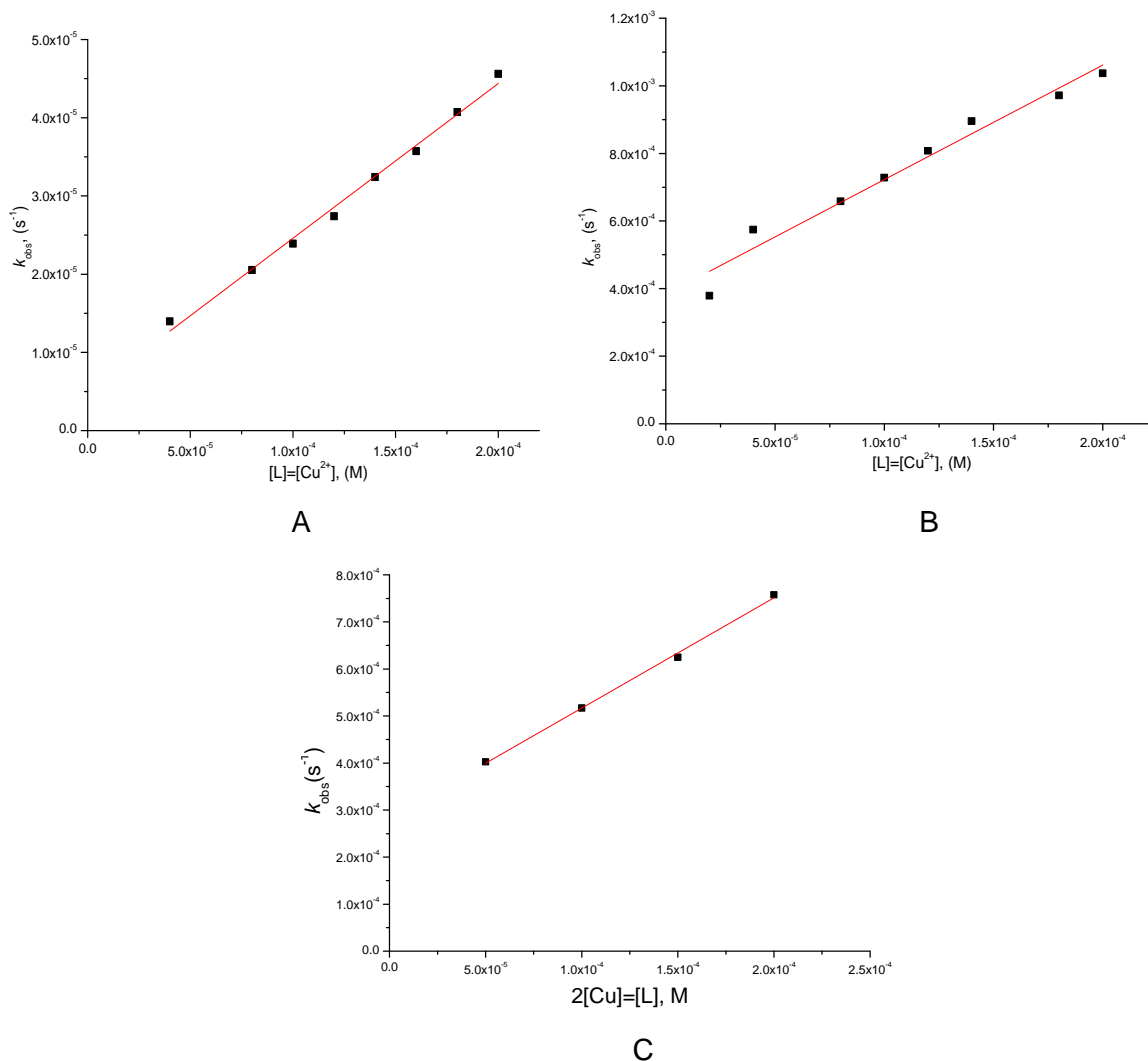 5.0x10⁻⁵
4.0x10⁻⁵
3.0x10⁻⁵
2.0x10⁻⁵
1.0x10⁻⁵
0.0
k_obs, (s⁻¹)
0.0 5.0x10⁻⁵ 1.0x10⁻⁴ 1.5x10⁻⁴ 2.0x10⁻⁴
[L]=[Cu²⁺], (M)
A
1.2x10⁻³
1.0x10⁻³
8.0x10⁻⁴
6.0x10⁻⁴
4.0x10⁻⁴
2.0x10⁻⁴
0.0
k_obs, (s⁻¹)
0.0 5.0x10⁻⁵ 1.0x10⁻⁴ 1.5x10⁻⁴ 2.0x10⁻⁴
[L]=[Cu²⁺], (M)
B
8.0x10⁻⁴
7.0x10⁻⁴
6.0x10⁻⁴
5.0x10⁻⁴
4.0x10⁻⁴
3.0x10⁻⁴
2.0x10⁻⁴
1.0x10⁻⁴
0.0
k_obs(s⁻¹)
0.0 5.0x10⁻⁵ 1.0x10⁻⁴ 1.5x10⁻⁴ 2.0x10⁻⁴ 2.5x10⁻⁴
2[Cu]=[L], M
C